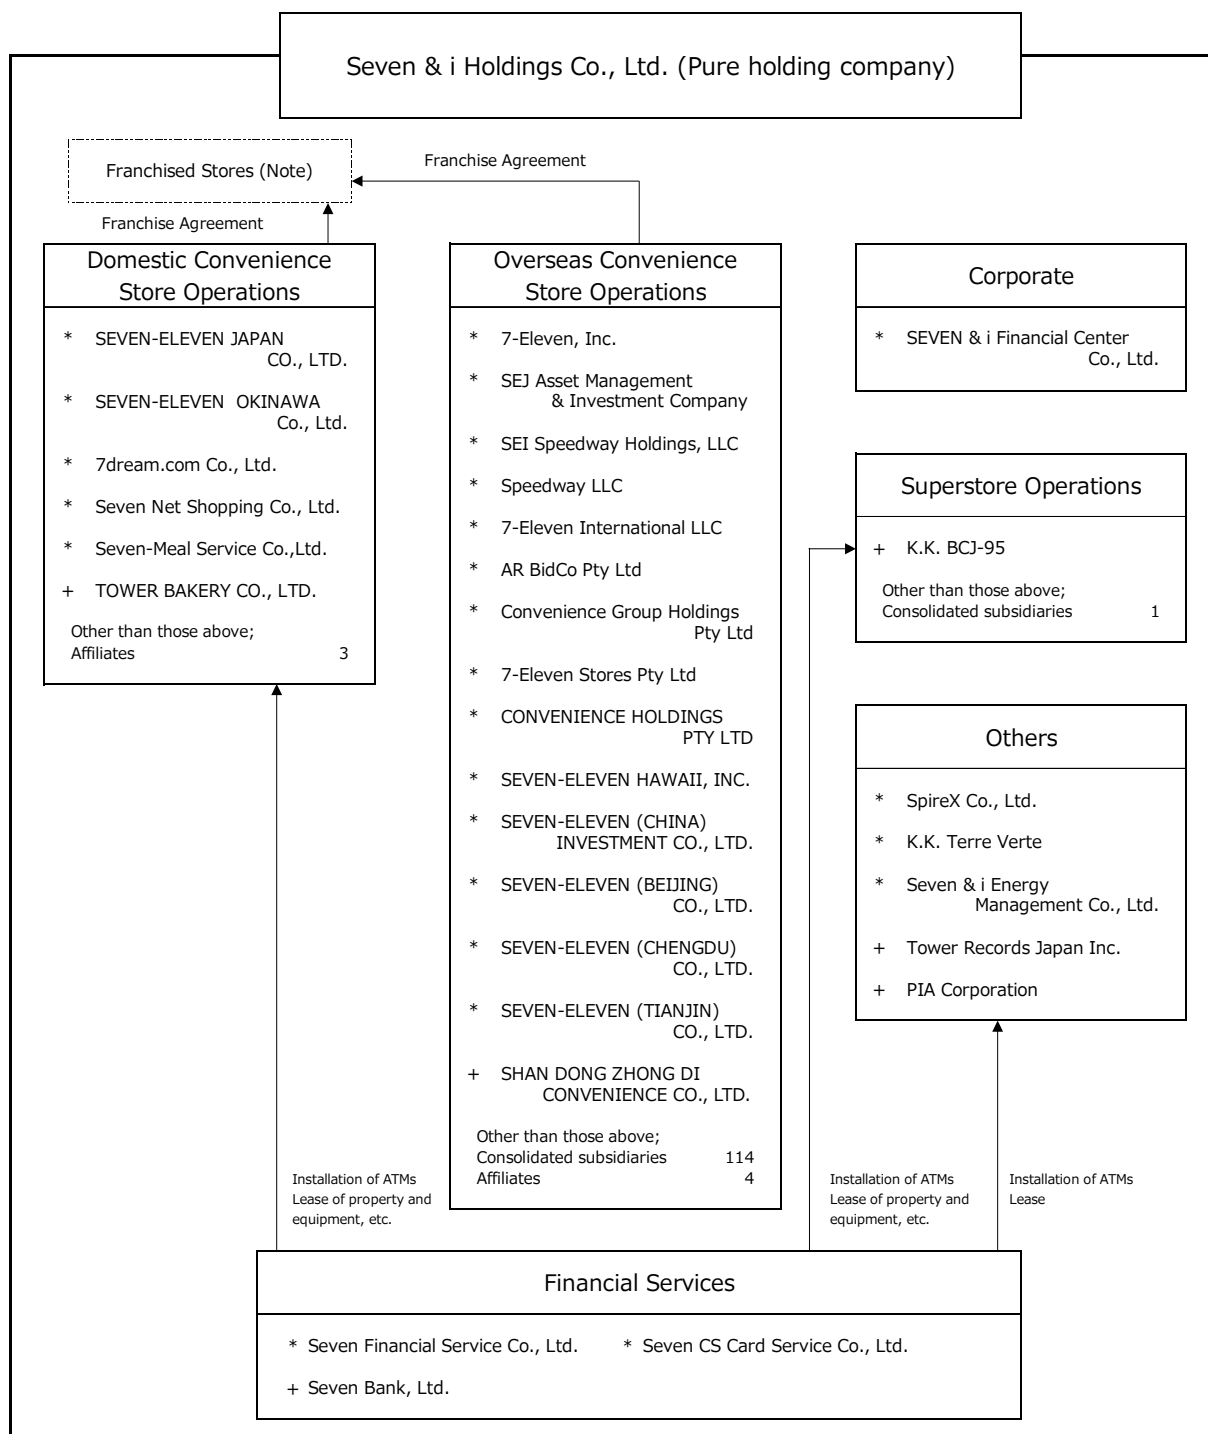 Seven & i Holdings Co., Ltd. (Pure holding company)
Franchised Stores (Note)
Franchise Agreement
Franchise Agreement
Domestic Convenience
Store Operations
* SEVEN-ELEVEN JAPAN
CO., LTD.
* SEVEN-ELEVEN OKINAWA
Co., Ltd.
* 7dream.com Co., Ltd.
* Seven Net Shopping Co., Ltd.
* Seven-Meal Service Co.,Ltd.
+ TOWER BAKERY CO., LTD.
Other than those above;
Affiliates 3
Overseas Convenience
Store Operations
* 7-Eleven, Inc.
* SEJ Asset Management
& Investment Company
* SEI Speedway Holdings, LLC
* Speedway LLC
* 7-Eleven International LLC
* AR BidCo Pty Ltd
* Convenience Group Holdings
Pty Ltd
* 7-Eleven Stores Pty Ltd
* CONVENIENCE HOLDINGS
PTY LTD
* SEVEN-ELEVEN HAWAII, INC.
* SEVEN-ELEVEN (CHINA)
INVESTMENT CO., LTD.
* SEVEN-ELEVEN (BEIJING)
CO., LTD.
* SEVEN-ELEVEN (CHENGDU)
CO., LTD.
* SEVEN-ELEVEN (TIANJIN)
CO., LTD.
+ SHAN DONG ZHONG DI
CONVENIENCE CO., LTD.
Other than those above;
Consolidated subsidiaries 114
Affiliates 4
Corporate
* SEVEN & i Financial Center
Co., Ltd.
Superstore Operations
+ K.K. BCJ-95
Other than those above;
Consolidated subsidiaries 1
Others
* SpireX Co., Ltd.
* K.K. Terre Verte
* Seven & i Energy
Management Co., Ltd.
+ Tower Records Japan Inc.
+ PIA Corporation
Installation of ATMs
Lease of property and
equipment, etc.
Installation of ATMs
Lease of property and
equipment, etc.
Installation of ATMs
Lease
Financial Services
* Seven Financial Service Co., Ltd. * Seven CS Card Service Co., Ltd.
+ Seven Bank, Ltd.